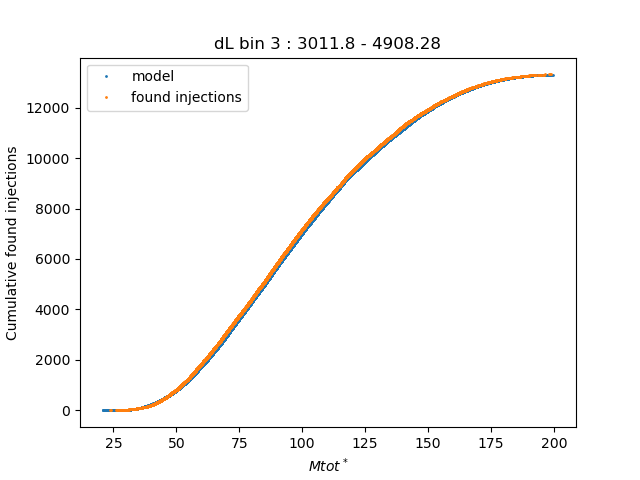 dL bin 3 : 3011.8 - 4908.28
model
found injections
Cumulative found injections
12000
10000
8000
6000
4000
2000
0
25 50 75 100 125 150 175 200
Mtot*